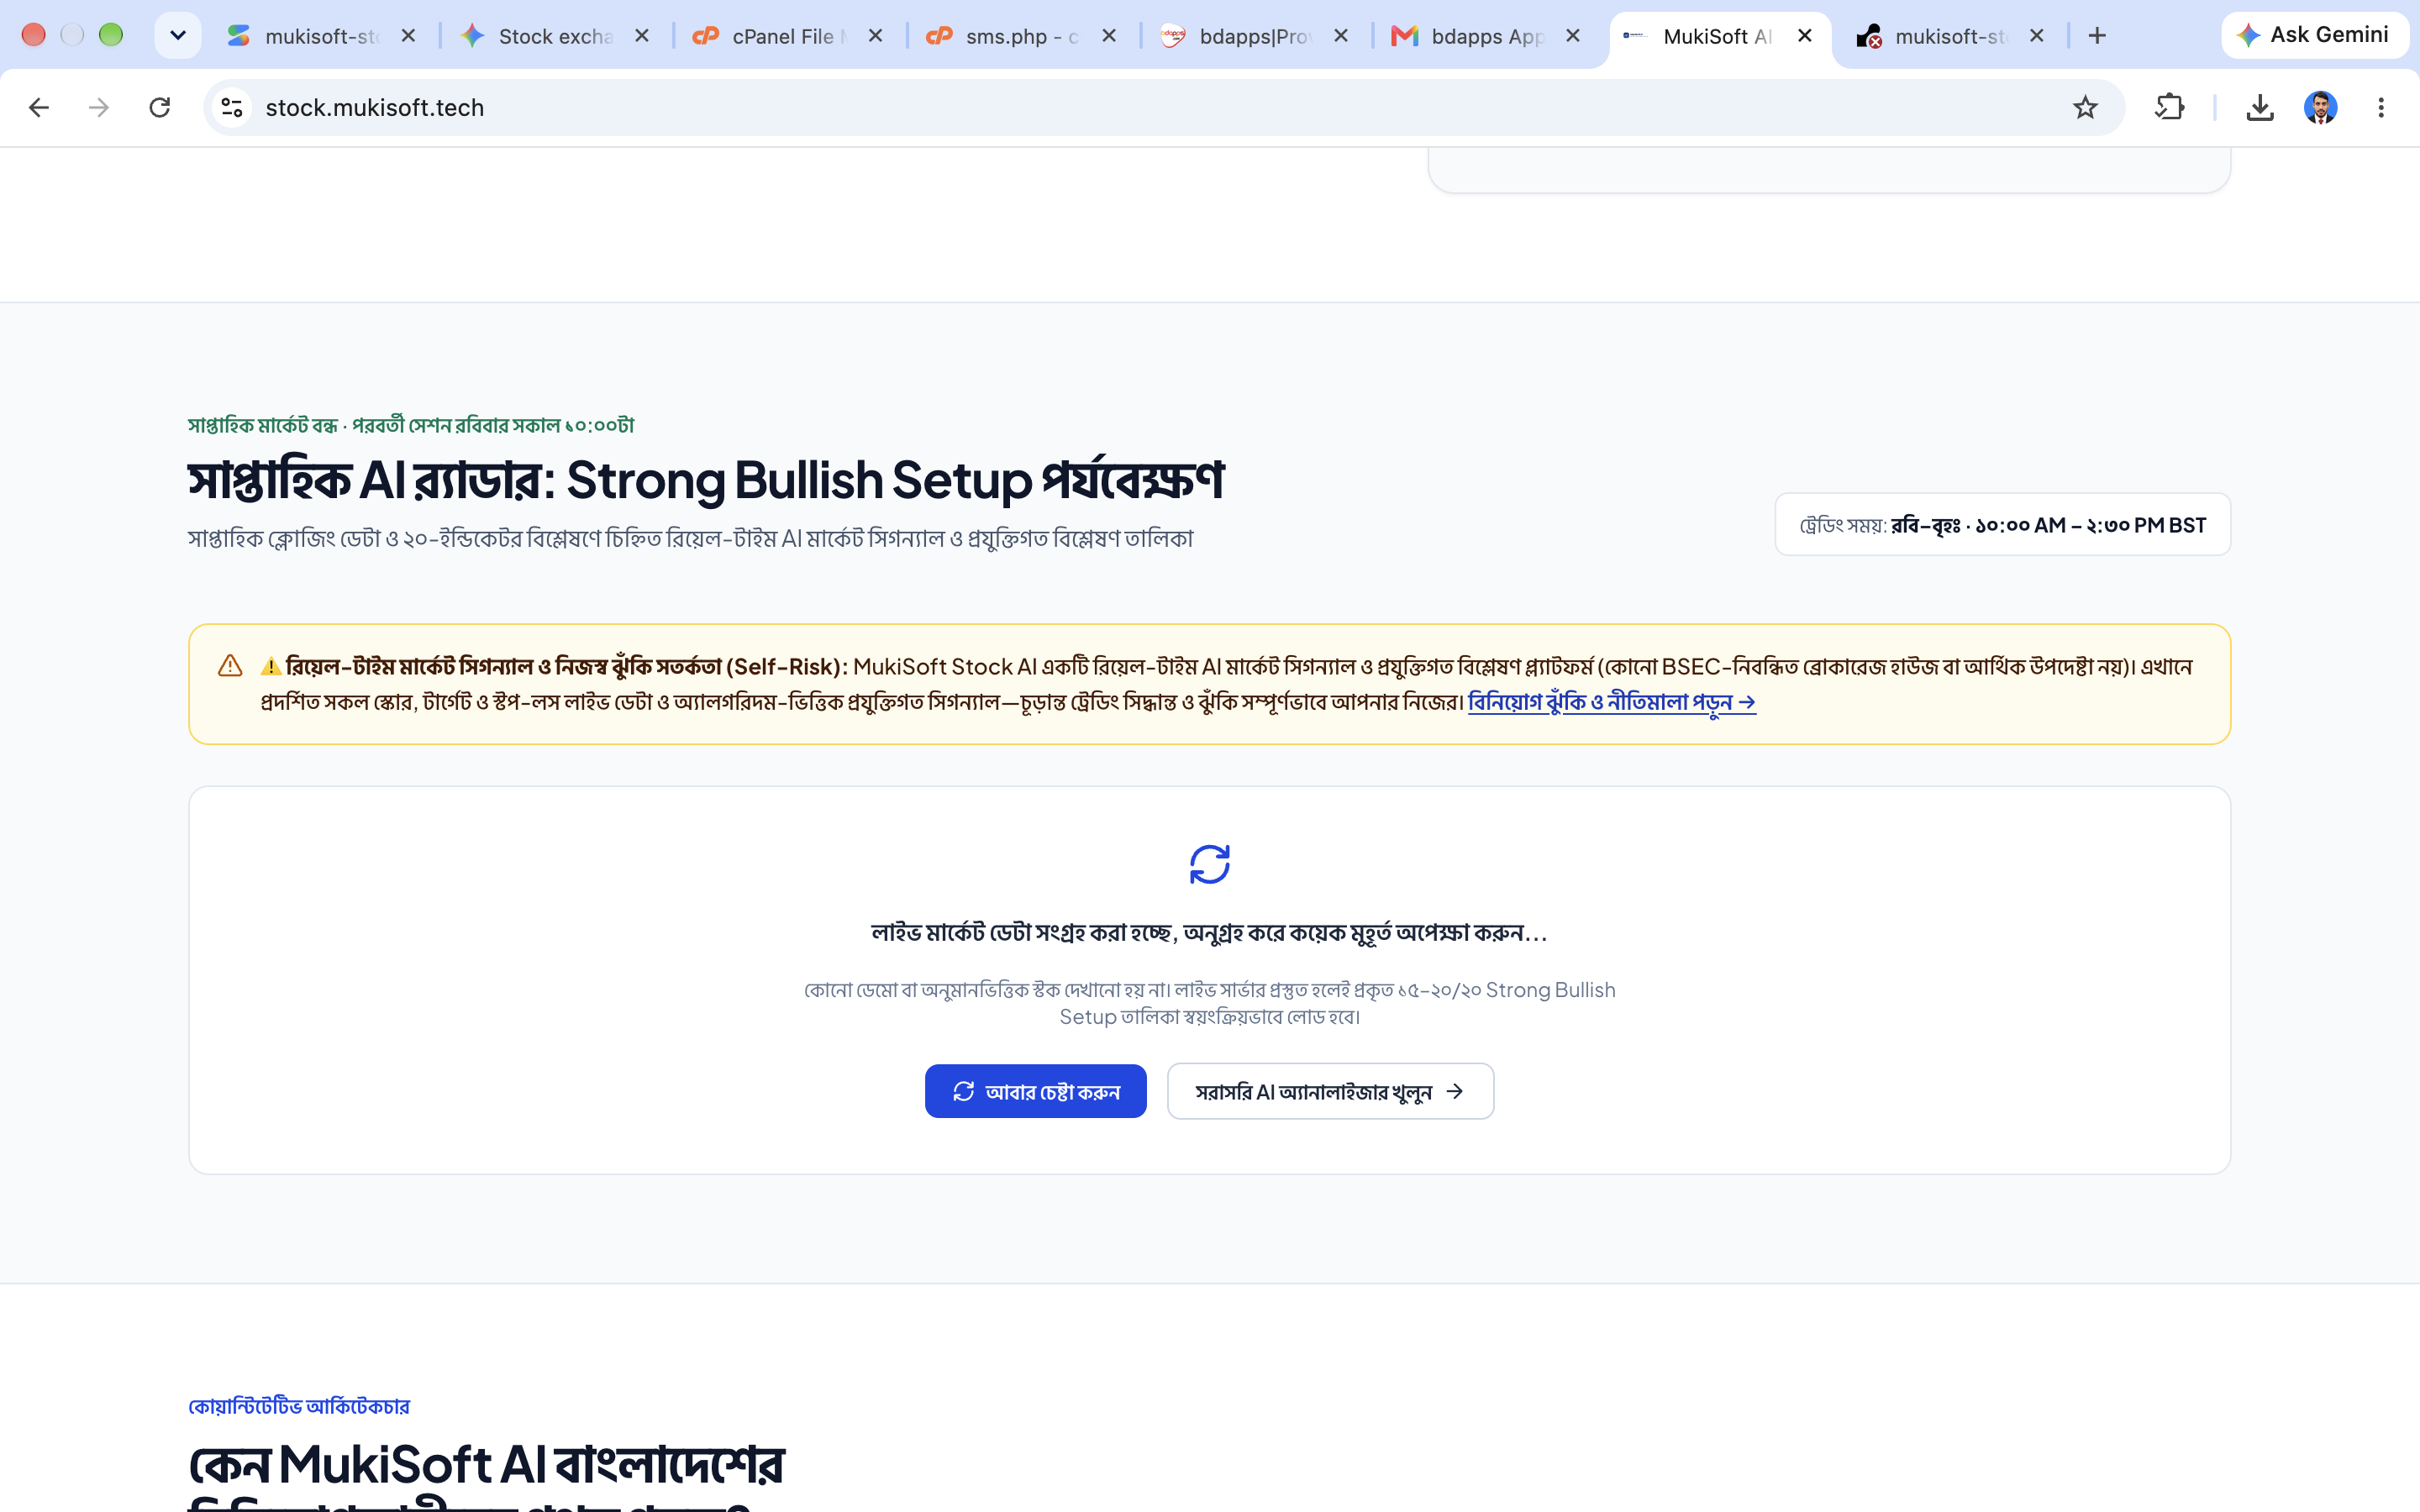 mukisoft-sto
Stock excha
cPanel File M
sms.php - c
bdapps|Prov
bdapps App
MukiSoft AI
mukisoft-sto
Ask Gemini
stock.mukisoft.tech
সাপ্তাহিক মার্কেট বন্ধ · পরবর্তী সেশন রবিবার সকাল ১০:০০টা
সাপ্তাহিক AI র‍্যাডার: Strong Bullish Setup পর্যবেক্ষণ
সাপ্তাহিক ক্লোজিং ডেটা ও ২০-ইন্ডিকেটর বিশ্লেষণে চিহ্নিত রিয়েল-টাইম AI মার্কেট সিগন্যাল ও প্রযুক্তিগত বিশ্লেষণ তালিকা
ট্রেডিং সময়: রবি–বৃহঃ · ১০:০০ AM – ২:৩০ PM BST
⚠️ রিয়েল-টাইম মার্কেট সিগন্যাল ও নিজস্ব ঝুঁকি সতর্কতা (Self-Risk): MukiSoft Stock AI একটি রিয়েল-টাইম AI মার্কেট সিগন্যাল ও প্রযুক্তিগত বিশ্লেষণ প্ল্যাটফর্ম (কোনো BSEC-নিবন্ধিত ব্রোকারেজ হাউজ বা আর্থিক উপদেষ্টা নয়)। এখানে
প্রদর্শিত সকল স্কোর, টার্গেট ও স্টপ-লস লাইভ ডেটা ও অ্যালগরিদম-ভিত্তিক প্রযুক্তিগত সিগন্যাল—চূড়ান্ত ট্রেডিং সিদ্ধান্ত ও ঝুঁকি সম্পূর্ণভাবে আপনার নিজের। বিনিয়োগ ঝুঁকি ও নীতিমালা পড়ুন →
লাইভ মার্কেট ডেটা সংগ্রহ করা হচ্ছে, অনুগ্রহ করে কয়েক মুহূর্ত অপেক্ষা করুন...
কোনো ডেমো বা অনুমানভিত্তিক স্টক দেখানো হয় না। লাইভ সার্ভার প্রস্তুত হলেই প্রকৃত ১৫–২০/২০ Strong Bullish
Setup তালিকা স্বয়ংক্রিয়ভাবে লোড হবে।
আবার চেষ্টা করুন
সরাসরি AI অ্যানালাইজার খুলুন →
কোয়ান্টিটেটিভ আর্কিটেকচার
কেন MukiSoft AI বাংলাদেশের